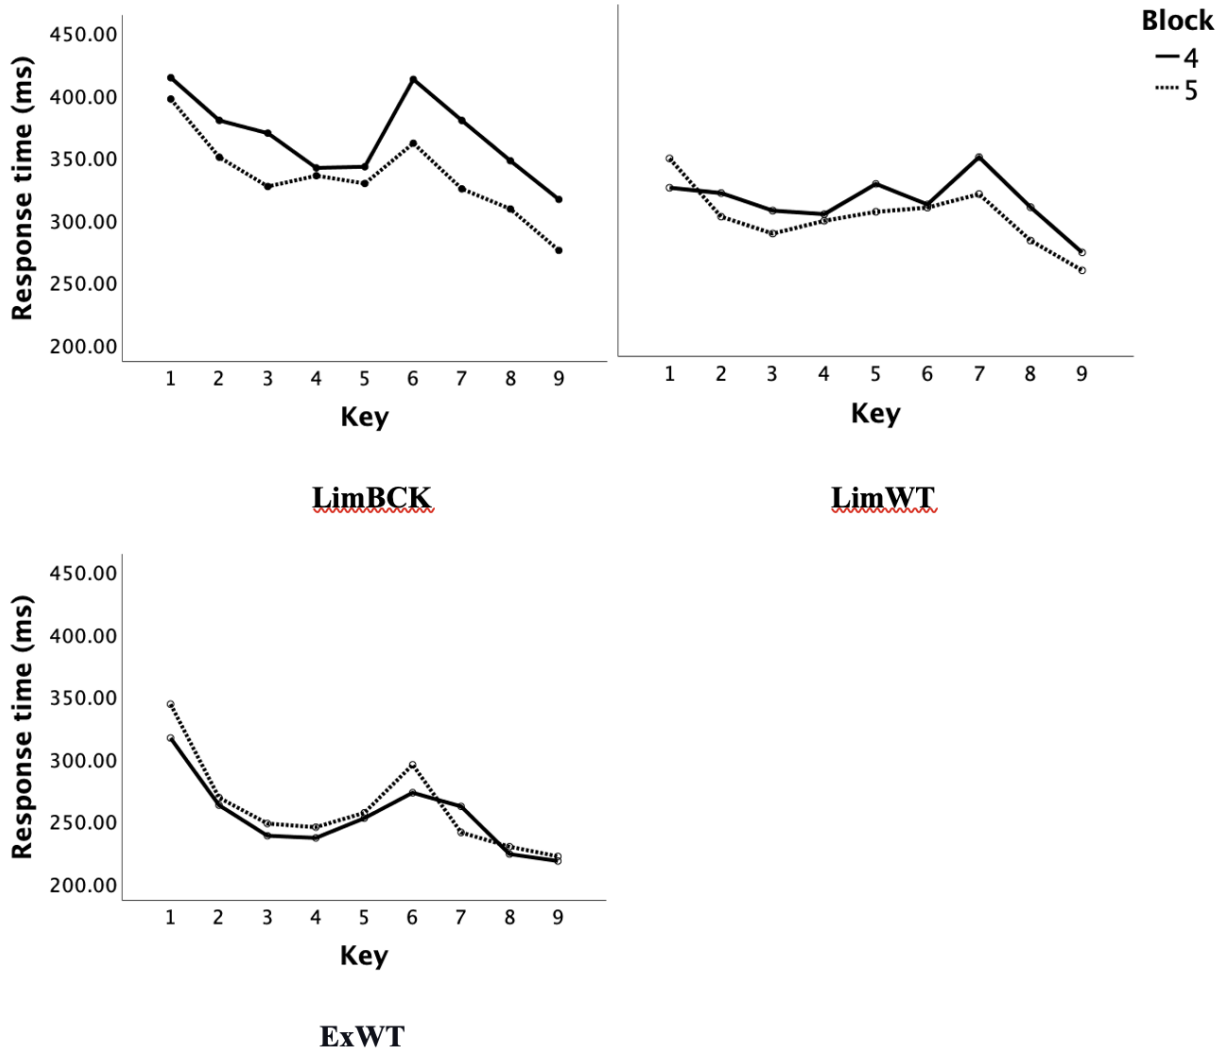 Block
4
5
Response time (ms)
450.00
400.00
350.00
300.00
250.00
200.00
1 2 3 4 5 6 7 8 9
Key
LimBCK
1 2 3 4 5 6 7 8 9
Key
LimWT
Response time (ms)
450.00
400.00
350.00
300.00
250.00
200.00
1 2 3 4 5 6 7 8 9
Key
ExWT